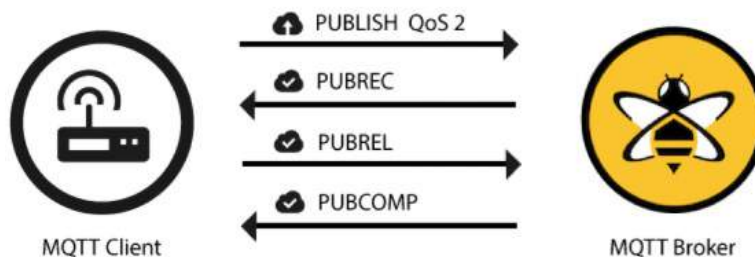 PUBLISH QoS 2
PUBREC
PUBREL
PUBCOMP
MQTT Client
MQTT Broker